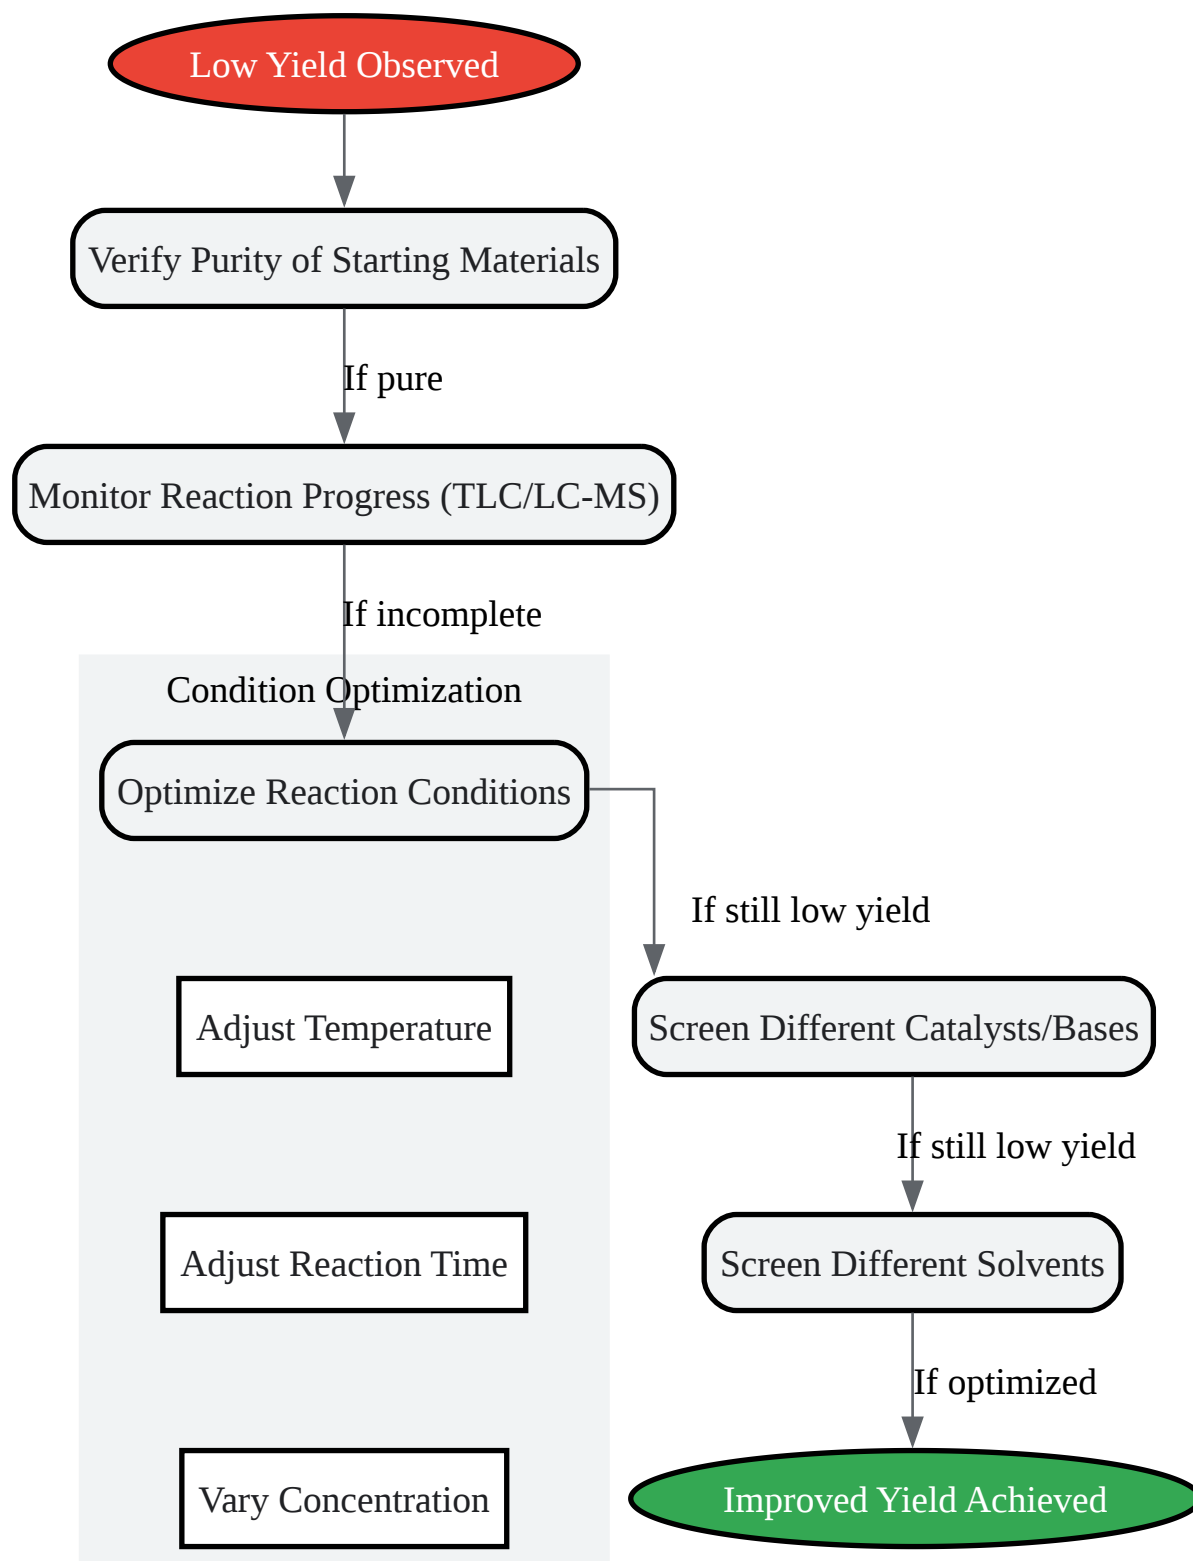 Low Yield Observed
Verify Purity of Starting Materials
If pure
Monitor Reaction Progress (TLC/LC-MS)
If incomplete
Condition Optimization
Optimize Reaction Conditions
If still low yield
Adjust Temperature
Screen Different Catalysts/Bases
If still low yield
Adjust Reaction Time
Screen Different Solvents
If optimized
Vary Concentration
Improved Yield Achieved